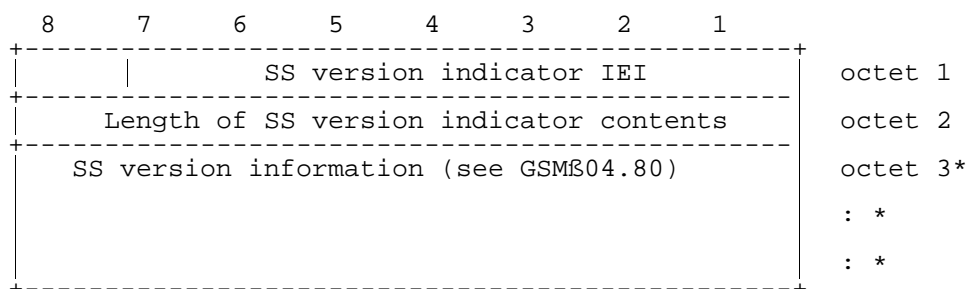 8 7 6 5 4 3 2 1
SS version indicator IEI octet 1
Length of SS version indicator contents octet 2
SS version information (see GSMß04.80) octet 3*
: *
: *